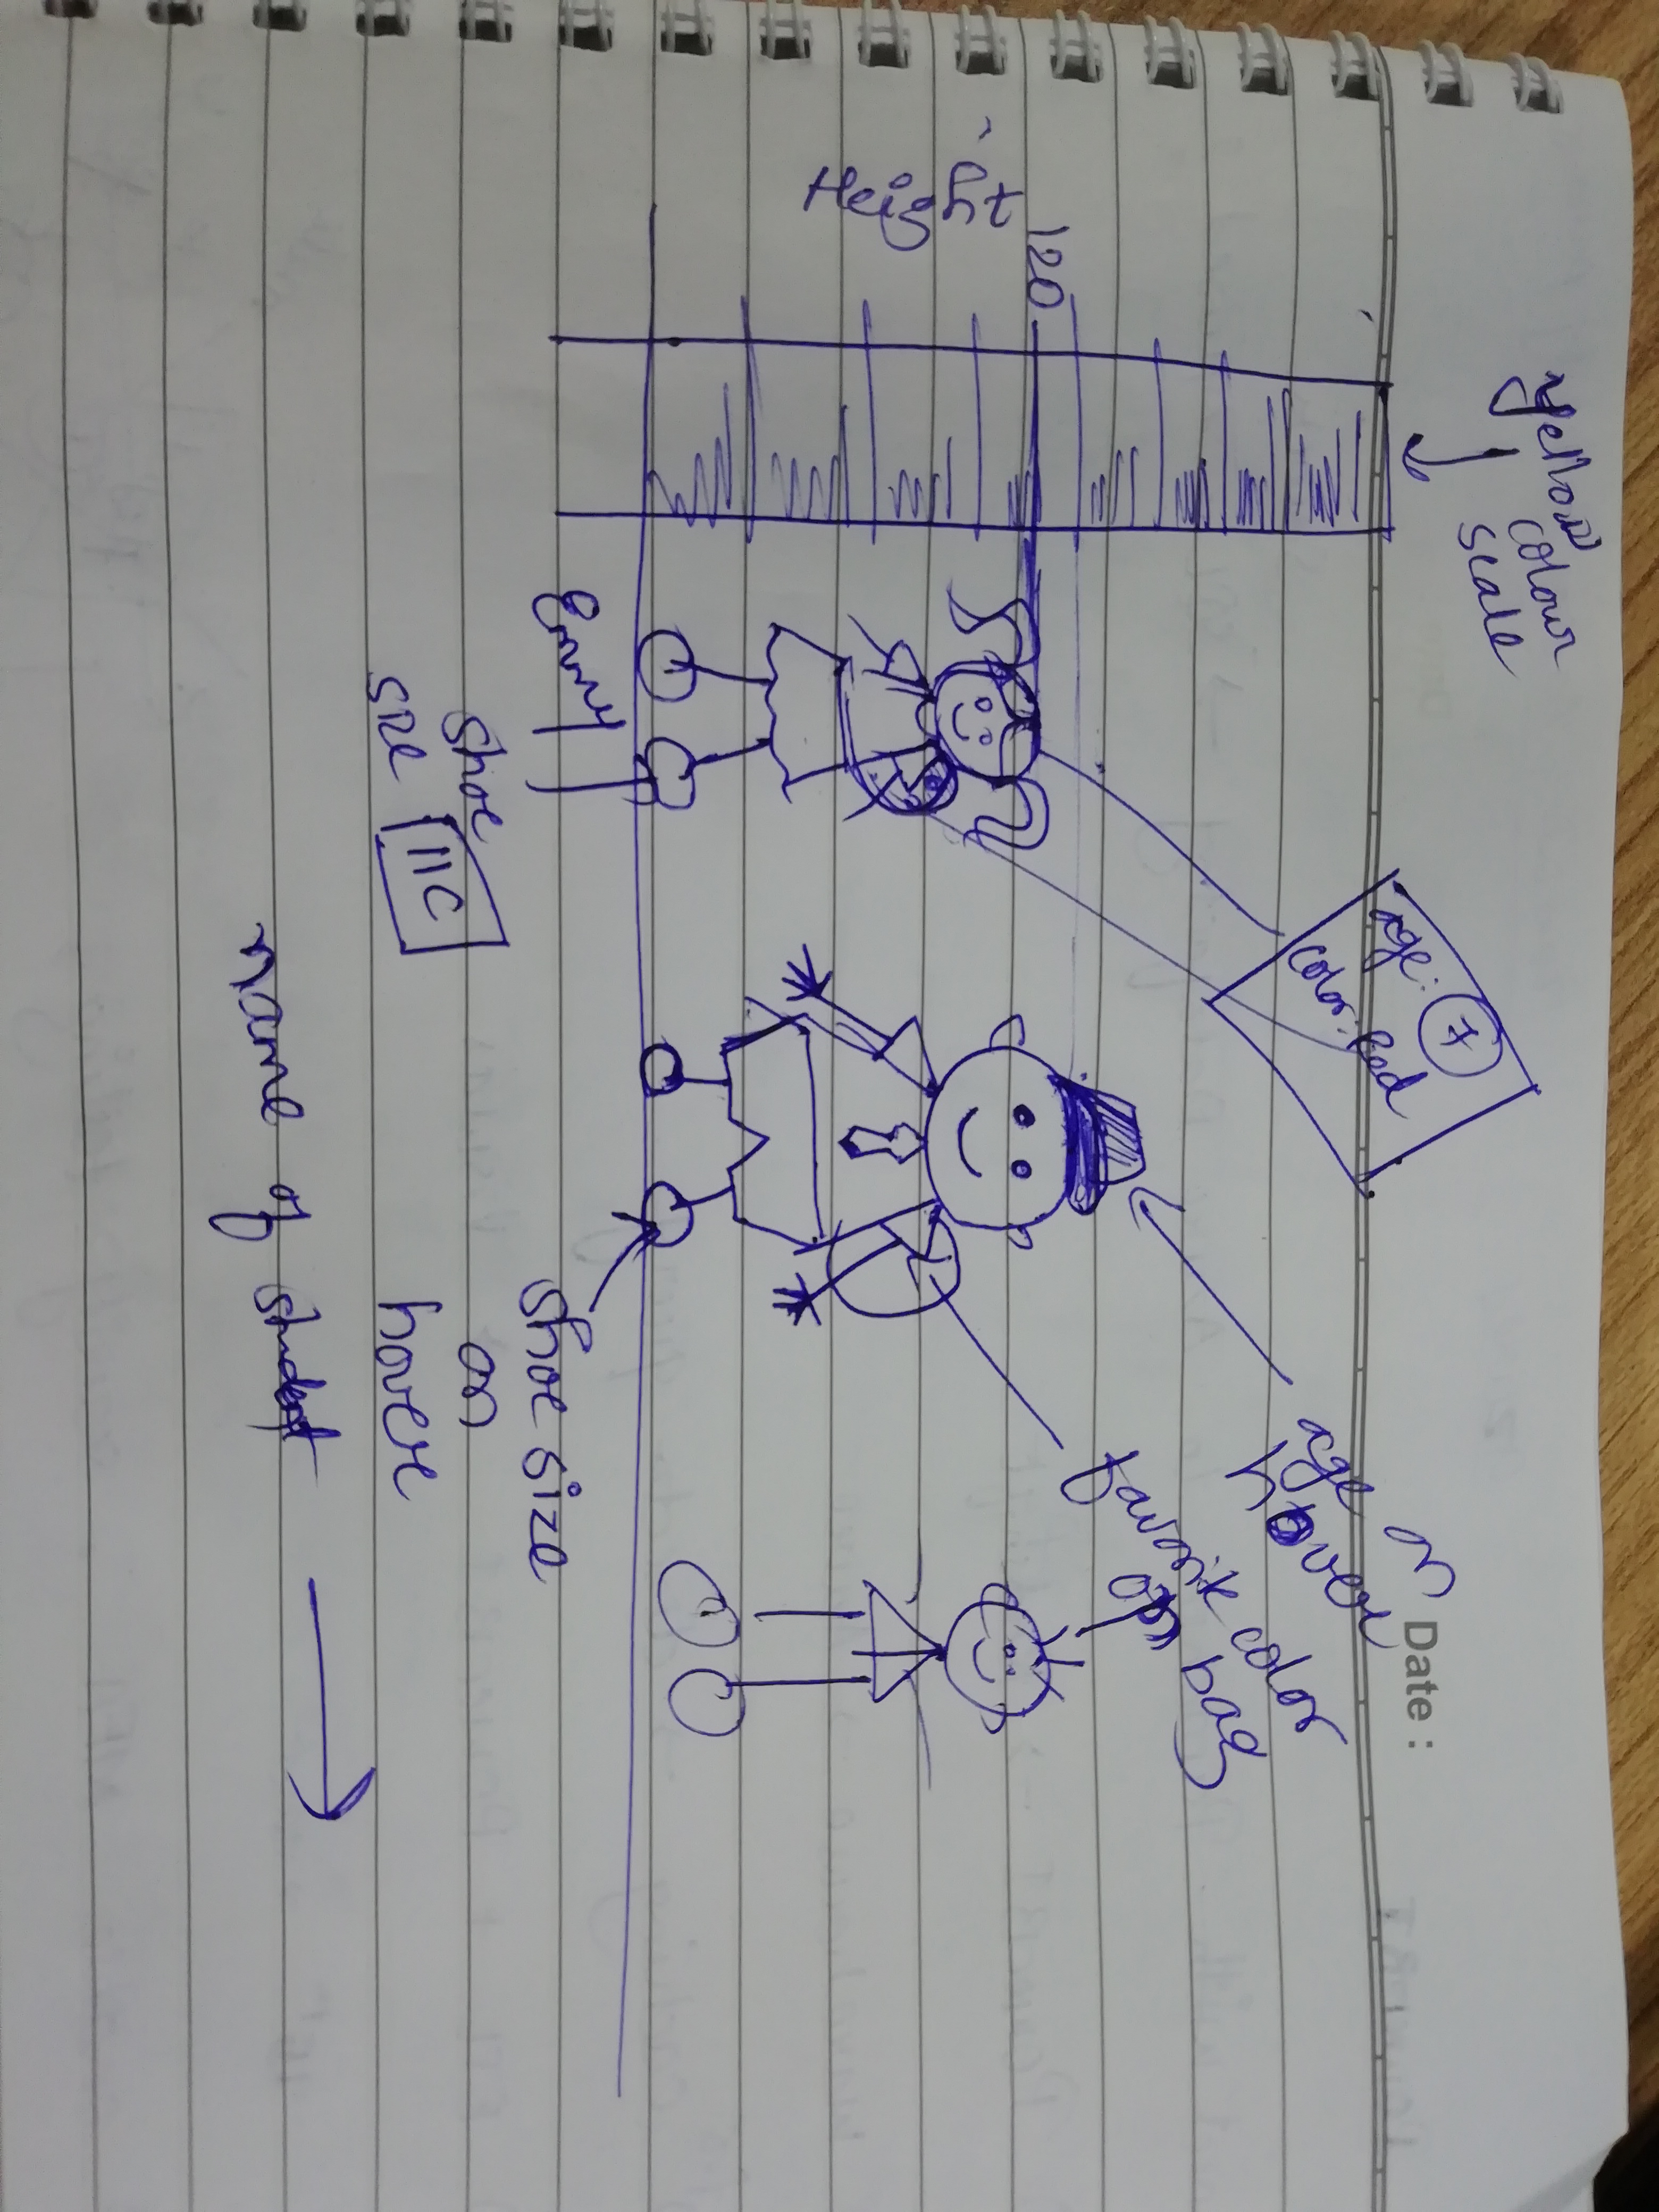 yellow colour
scale
Height
120
age: 7
color: Red
age on
hover
Favorite color
on bag
Date :
Emmy
shoe
size 11C
shoe size
on
hover
name of student